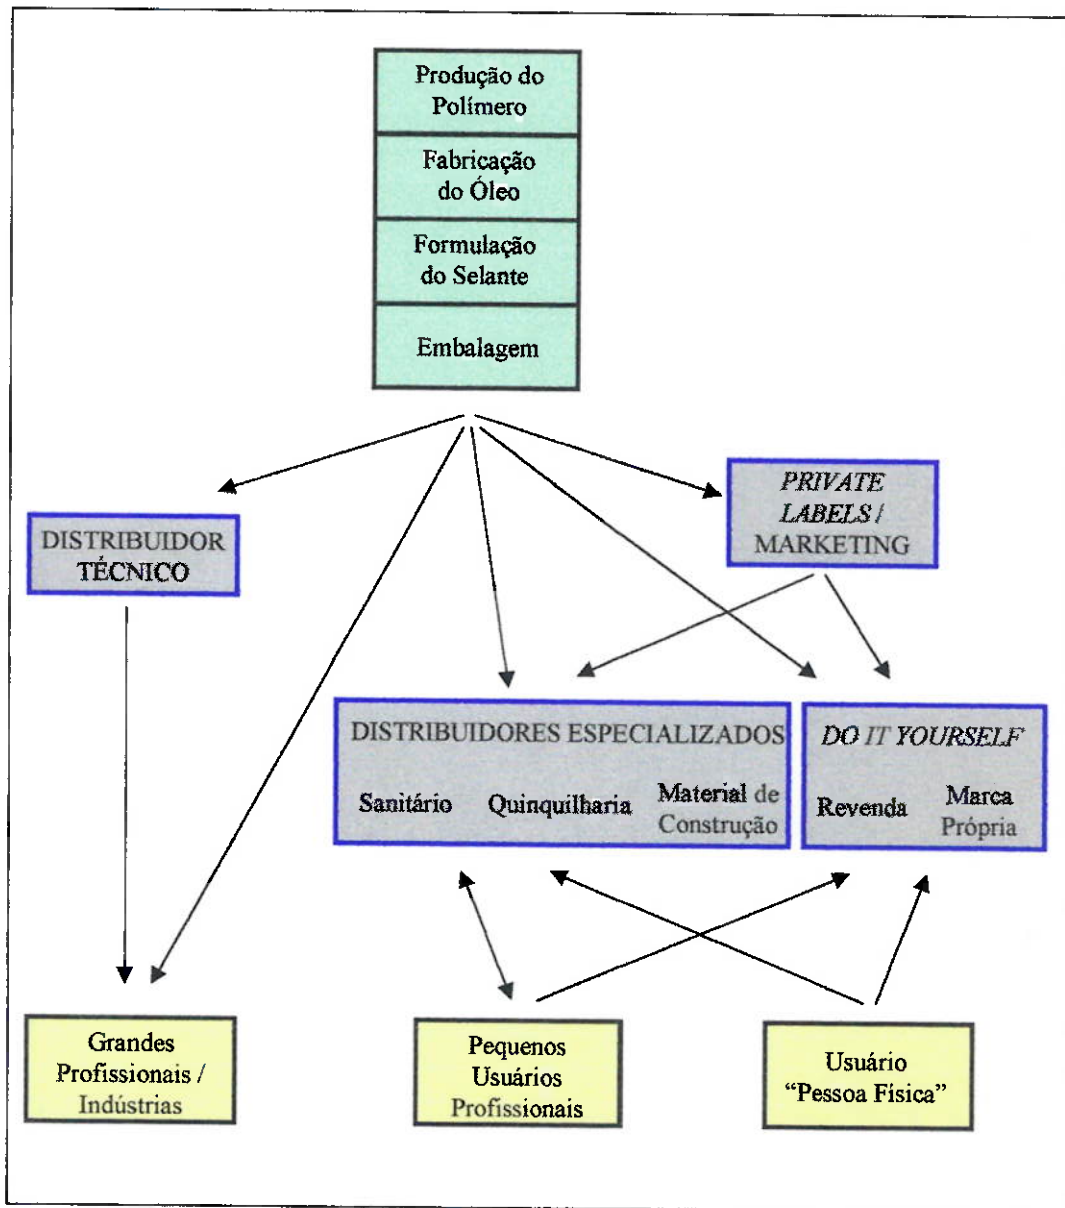 Produção do
Polímero
Fabricação
do Óleo
Formulação
do Selante
Embalagem
PRIVATE
LABELS /
MARKETING
DISTRIBUIDOR
TÉCNICO
DISTRIBUIDORES ESPECIALIZADOS
Sanitário
Quinquilharia
Material de
Construção
DO IT YOURSELF
Revenda
Marca
Própria
Grandes
Profissionais /
Indústrias
Pequenos
Usuários
Profissionais
Usuário
“Pessoa Física”